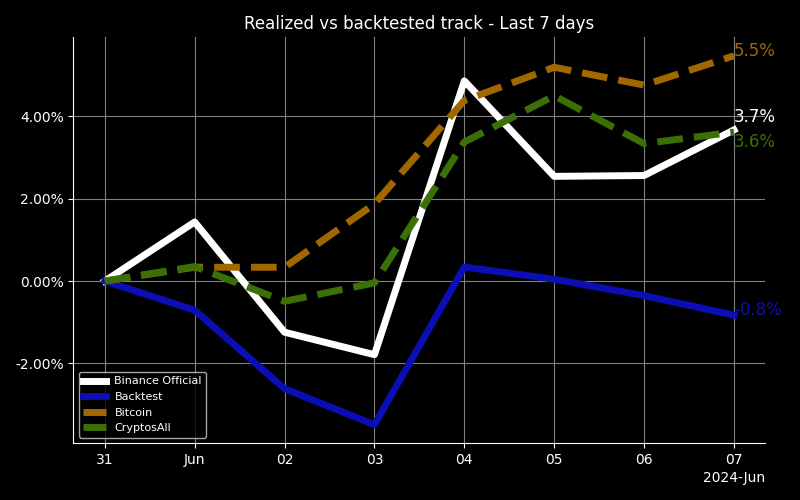 Realized vs backtested track - Last 7 days
5.5%
4.00%
3.7%
3.6%
2.00%
0.00%
-0.8%
-2.00%
Binance Official
Backtest
Bitcoin
CryptosAll
31 Jun 02 03 04 05 06 07
2024-Jun